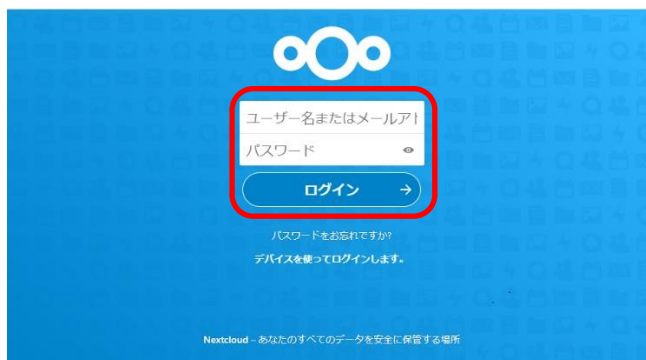 ユーザー名またはメールアド
パスワード
ログイン
パスワードをお忘れですか?
デバイスを使ってログインします。
Nextcloud – あなたのすべてのデータを安全に保管する場所